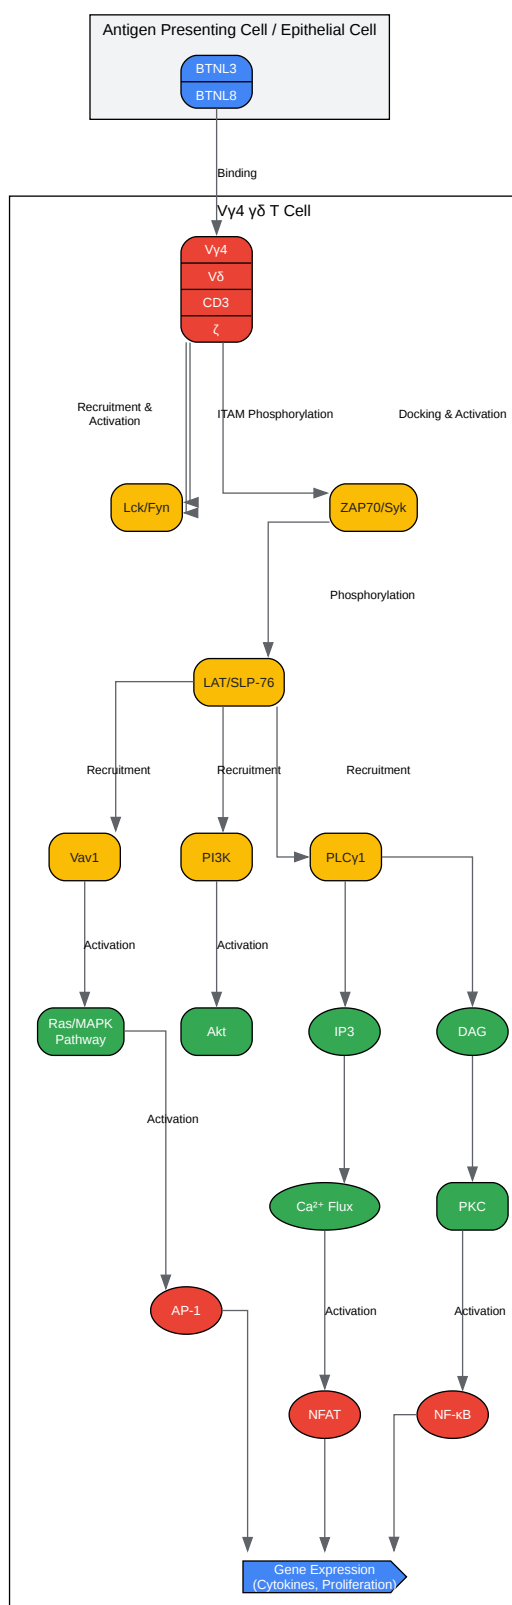 Antigen Presenting Cell / Epithelial Cell
BTNL3
BTNL8
Binding
Vγ4 γδ T Cell
Vγ4
Vδ
CD3
ζ
Recruitment &
Activation
ITAM Phosphorylation
Docking & Activation
Lck/Fyn
ZAP70/Syk
Phosphorylation
LAT/SLP-76
Recruitment
Recruitment
Recruitment
Vav1
PI3K
PLCγ1
Activation
Activation
Ras/MAPK
Pathway
Akt
IP3
DAG
Activation
Ca²⁺ Flux
PKC
AP-1
Activation
Activation
NFAT
NF-κB
Gene Expression
(Cytokines, Proliferation)